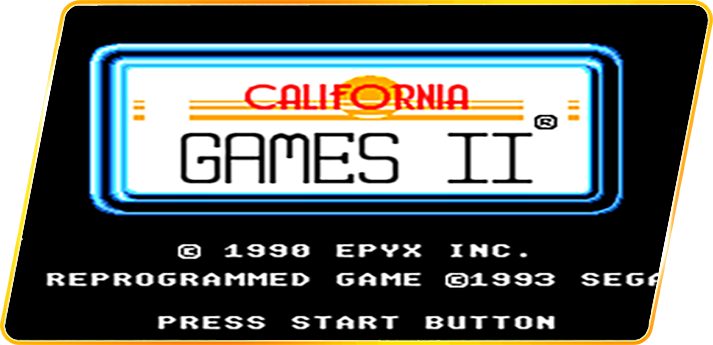 CALIFORNIA
GAMES II ®
© 1990 EPYX INC.
REPROGRAMMED GAME ©1993 SEGA
PRESS START BUTTON